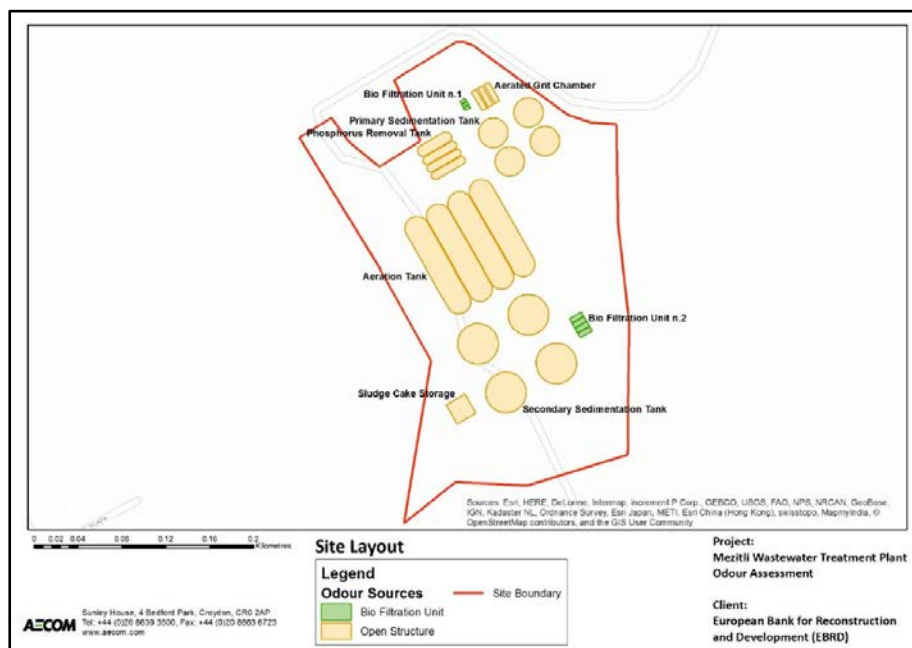 Bio Filtration Unit n.1
Aerated Grit Chamber
Primary Sedimentation Tank
Phosphorus Removal Tank
Aeration Tank
Bio Filtration Unit n.2
Sludge Cake Storage
Secondary Sedimentation Tank
Sources: Esri, HERE, DeLorme, Intermap, increment P Corp., GEBCO, USGS, FAO, NPS, NRCAN, GeoBase,
IGN, Kadaster NL, Ordnance Survey, Esri Japan, METI, Esri China (Hong Kong), swisstopo, MapmyIndia, ©
OpenStreetMap contributors, and the GIS User Community
0 0.02 0.04 0.08 0.12 0.16 0.2
Kilometres
Site Layout
Legend
Odour Sources
Site Boundary
Bio Filtration Unit
Open Structure
Project:
Mezitli Wastewater Treatment Plant
Odour Assessment
Client:
European Bank for Reconstruction
and Development (EBRD)
AECOM
Sunley House, 4 Bedford Park, Croydon, CR0 2AP
Tel: +44 (0)20 8639 3500, Fax: +44 (0)20 8663 6723
www.aecom.com